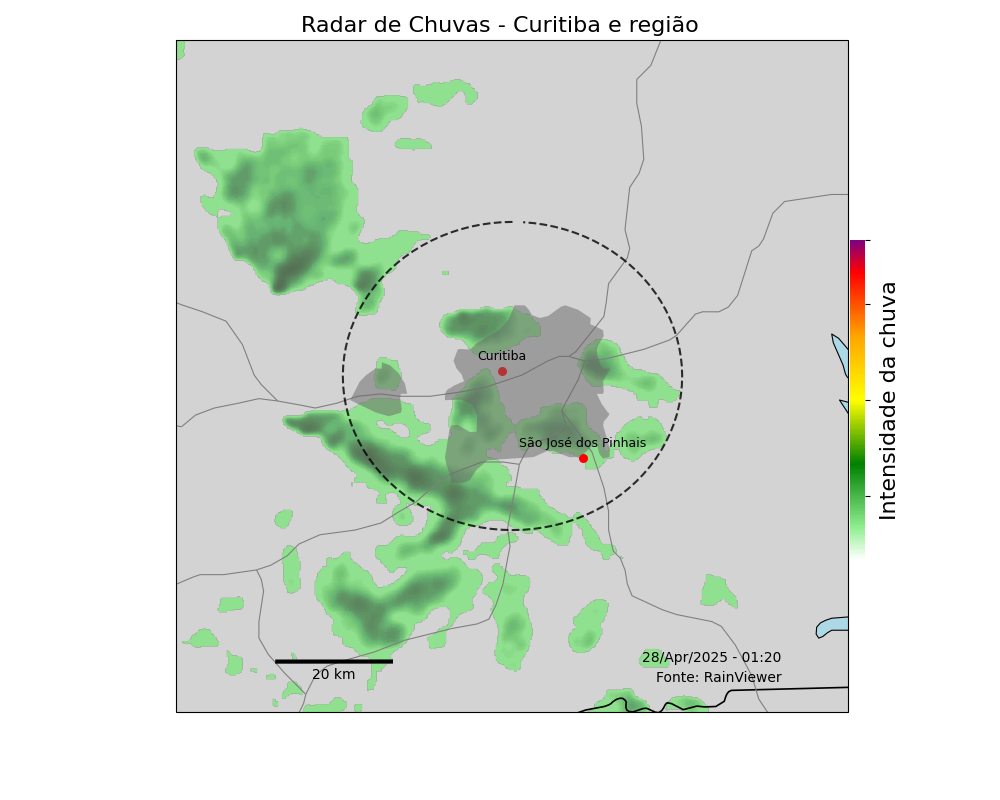 Radar de Chuvas - Curitiba e região
Curitiba
São José dos Pinhais
Intensidade da chuva
28/Apr/2025 - 01:20
20 km
Fonte: RainViewer